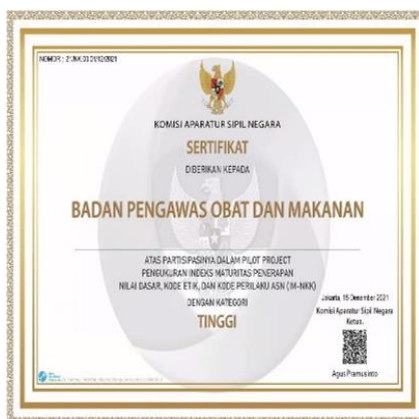 KOMISI APARATUR SIPIL NEGARA
SERTIFIKAT
DIBERIKAN KEPADA
BADAN PENGAWAS OBAT DAN MAKANAN
ATAS PARTISIPASINYA DALAM PILOT PROJECT
PENGUKURAN INDEKS MATURITAS PENERAPAN
NILAI DASAR, KODE ETIK, DAN KODE PERILAKU ASN (IM-NKK)
DENGAN KATEGORI
TINGGI
Jakarta, 15 Desember 2021
Komisi Aparatur Sipil Negara
Ketua,
Agus Pramusinto